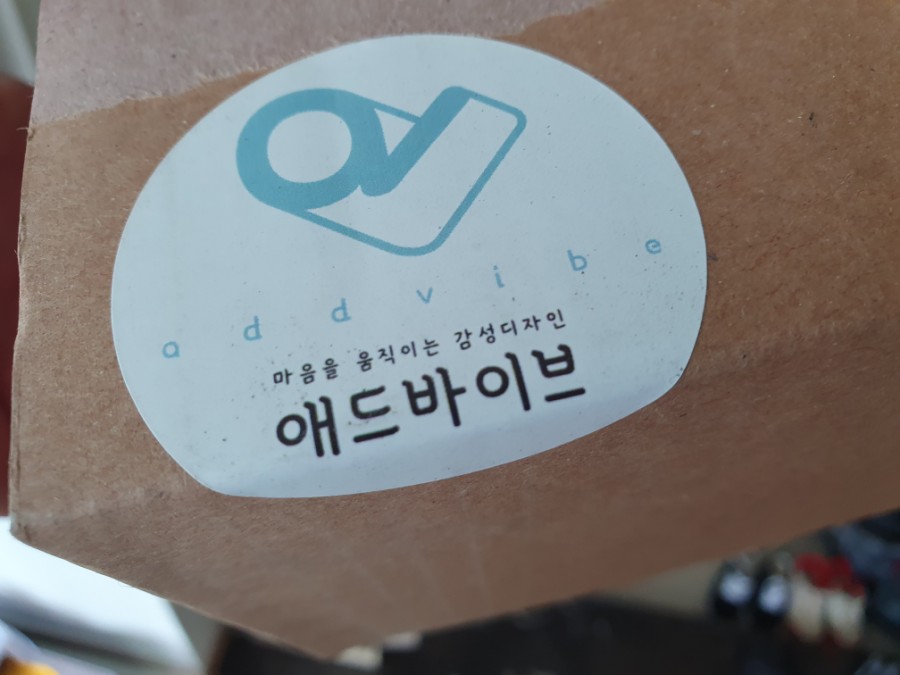 addvibe
마음을 움직이는 감성디자인
애드바이브